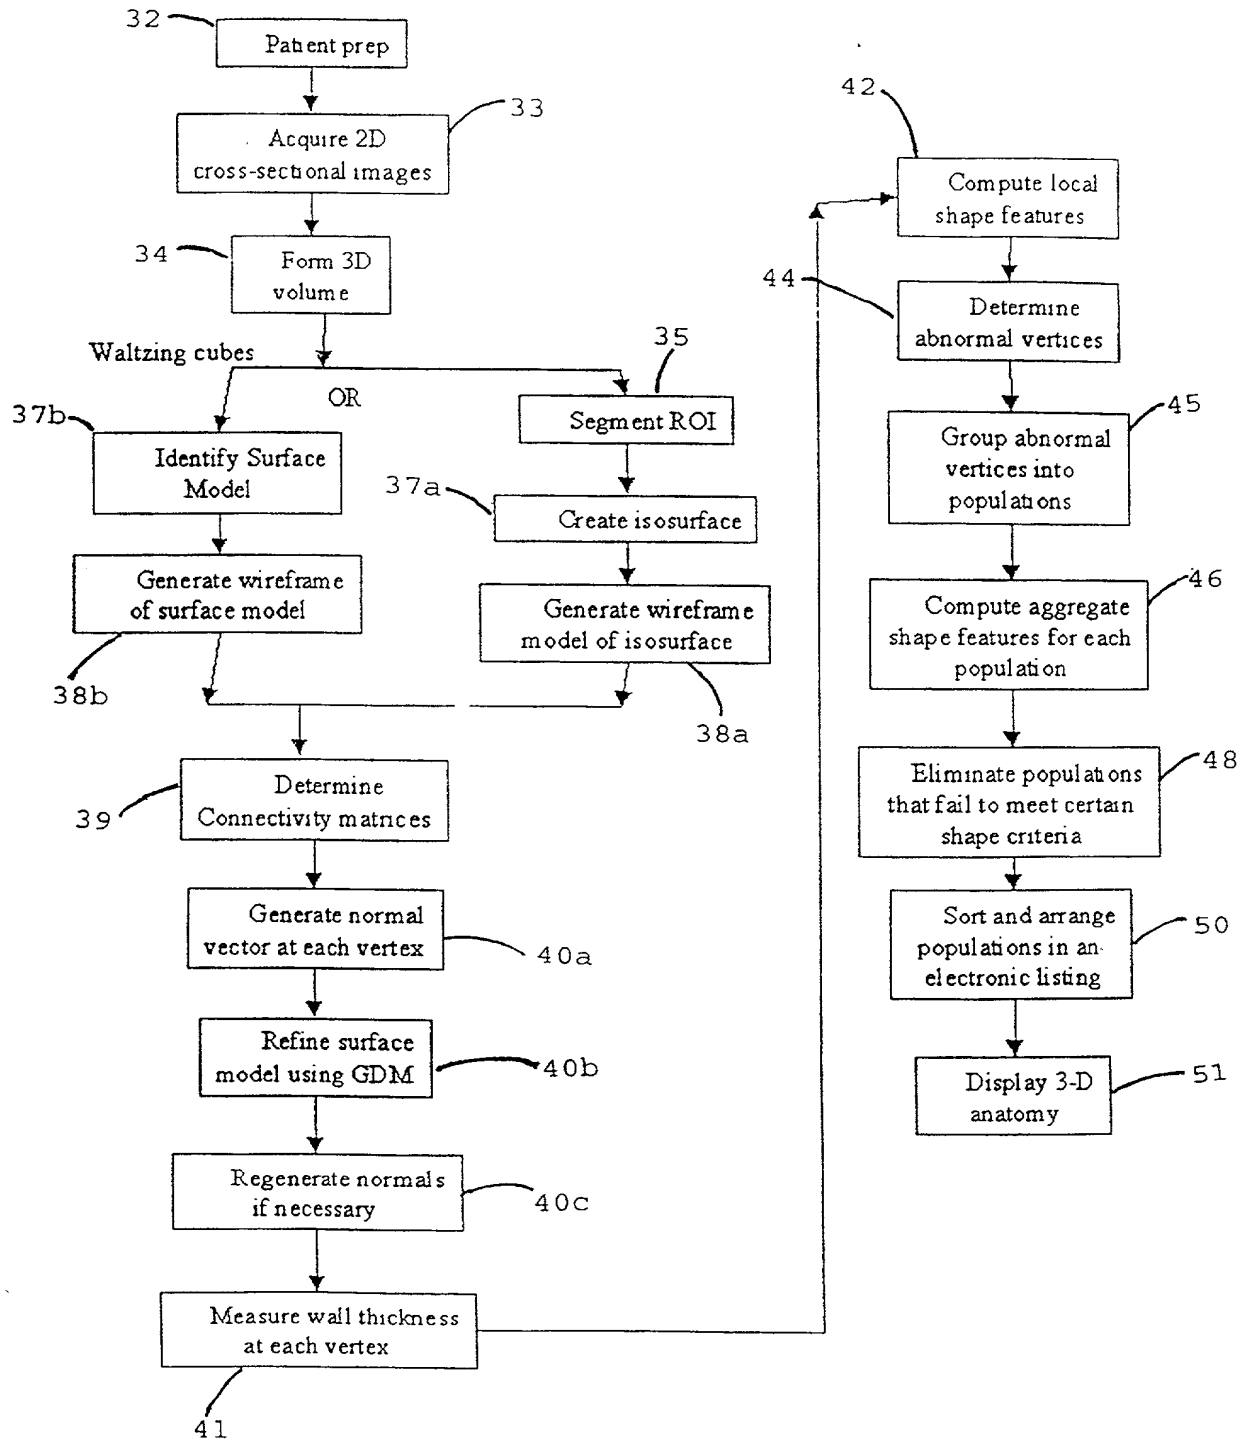 32
Patient prep
33
Acquire 2D
cross-sectional images
34
Form 3D
volume
Waltzing cubes
OR
35
Segment ROI
37b
Identify Surface
Model
37a
Create isosurface
Generate wireframe
of surface model
38b
Generate wireframe
model of isosurface
38a
39
Determine
Connectivity matrices
Generate normal
vector at each vertex
40a
Refine surface
model using GDM
40b
Regenerate normals
if necessary
40c
Measure wall thickness
at each vertex
41
42
Compute local
shape features
44
Determine
abnormal vertices
45
Group abnormal
vertices into
populations
46
Compute aggregate
shape features for each
population
48
Eliminate populations
that fail to meet certain
shape criteria
50
Sort and arrange
populations in an
electronic listing
51
Display 3-D
anatomy